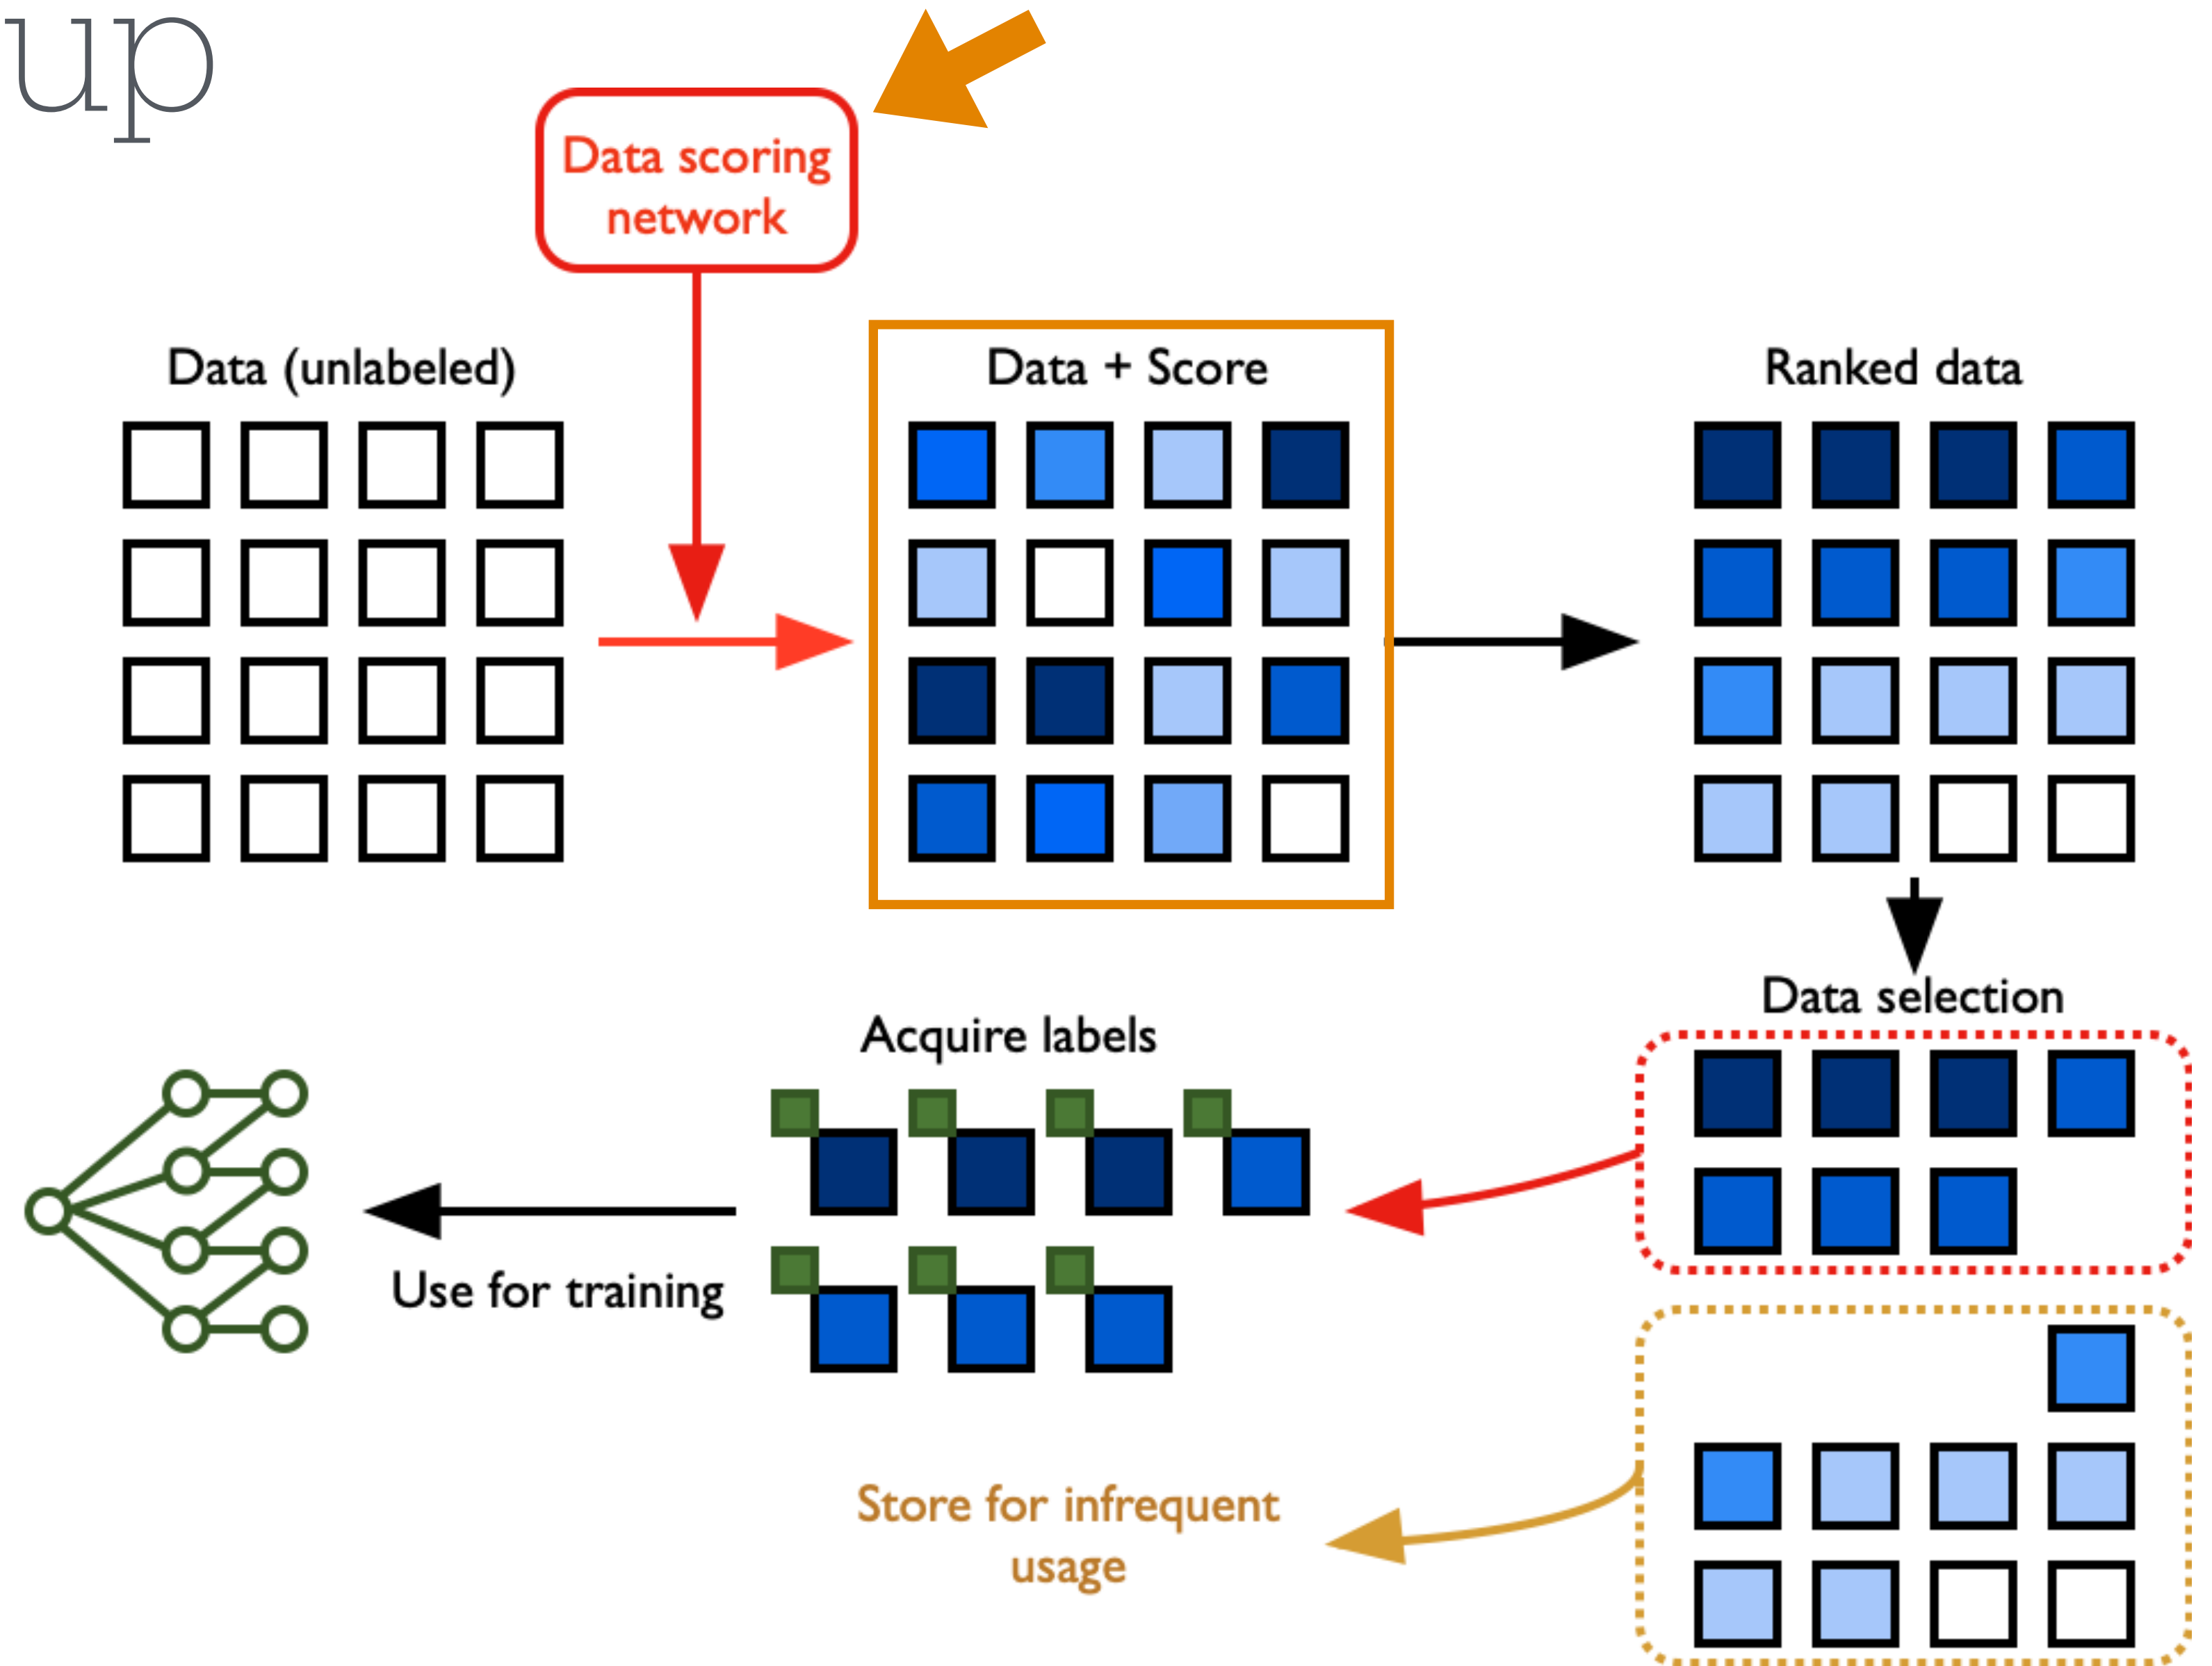 up
Data scoring
network
Data (unlabeled)
Data + Score
Ranked data
Data selection
Acquire labels
Use for training
Store for infrequent
usage